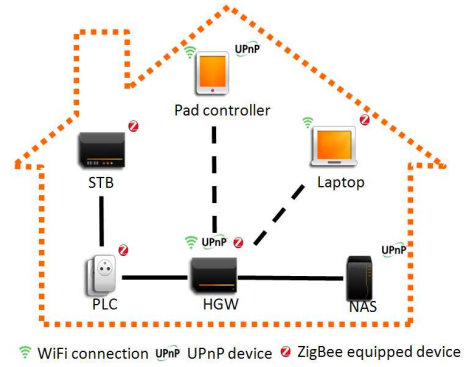 UPnP
Pad controller
STB
Laptop
UPnP
UPnP
PLC
HGW
NAS
WiFi connection UPnP UPnP device Z ZigBee equipped device